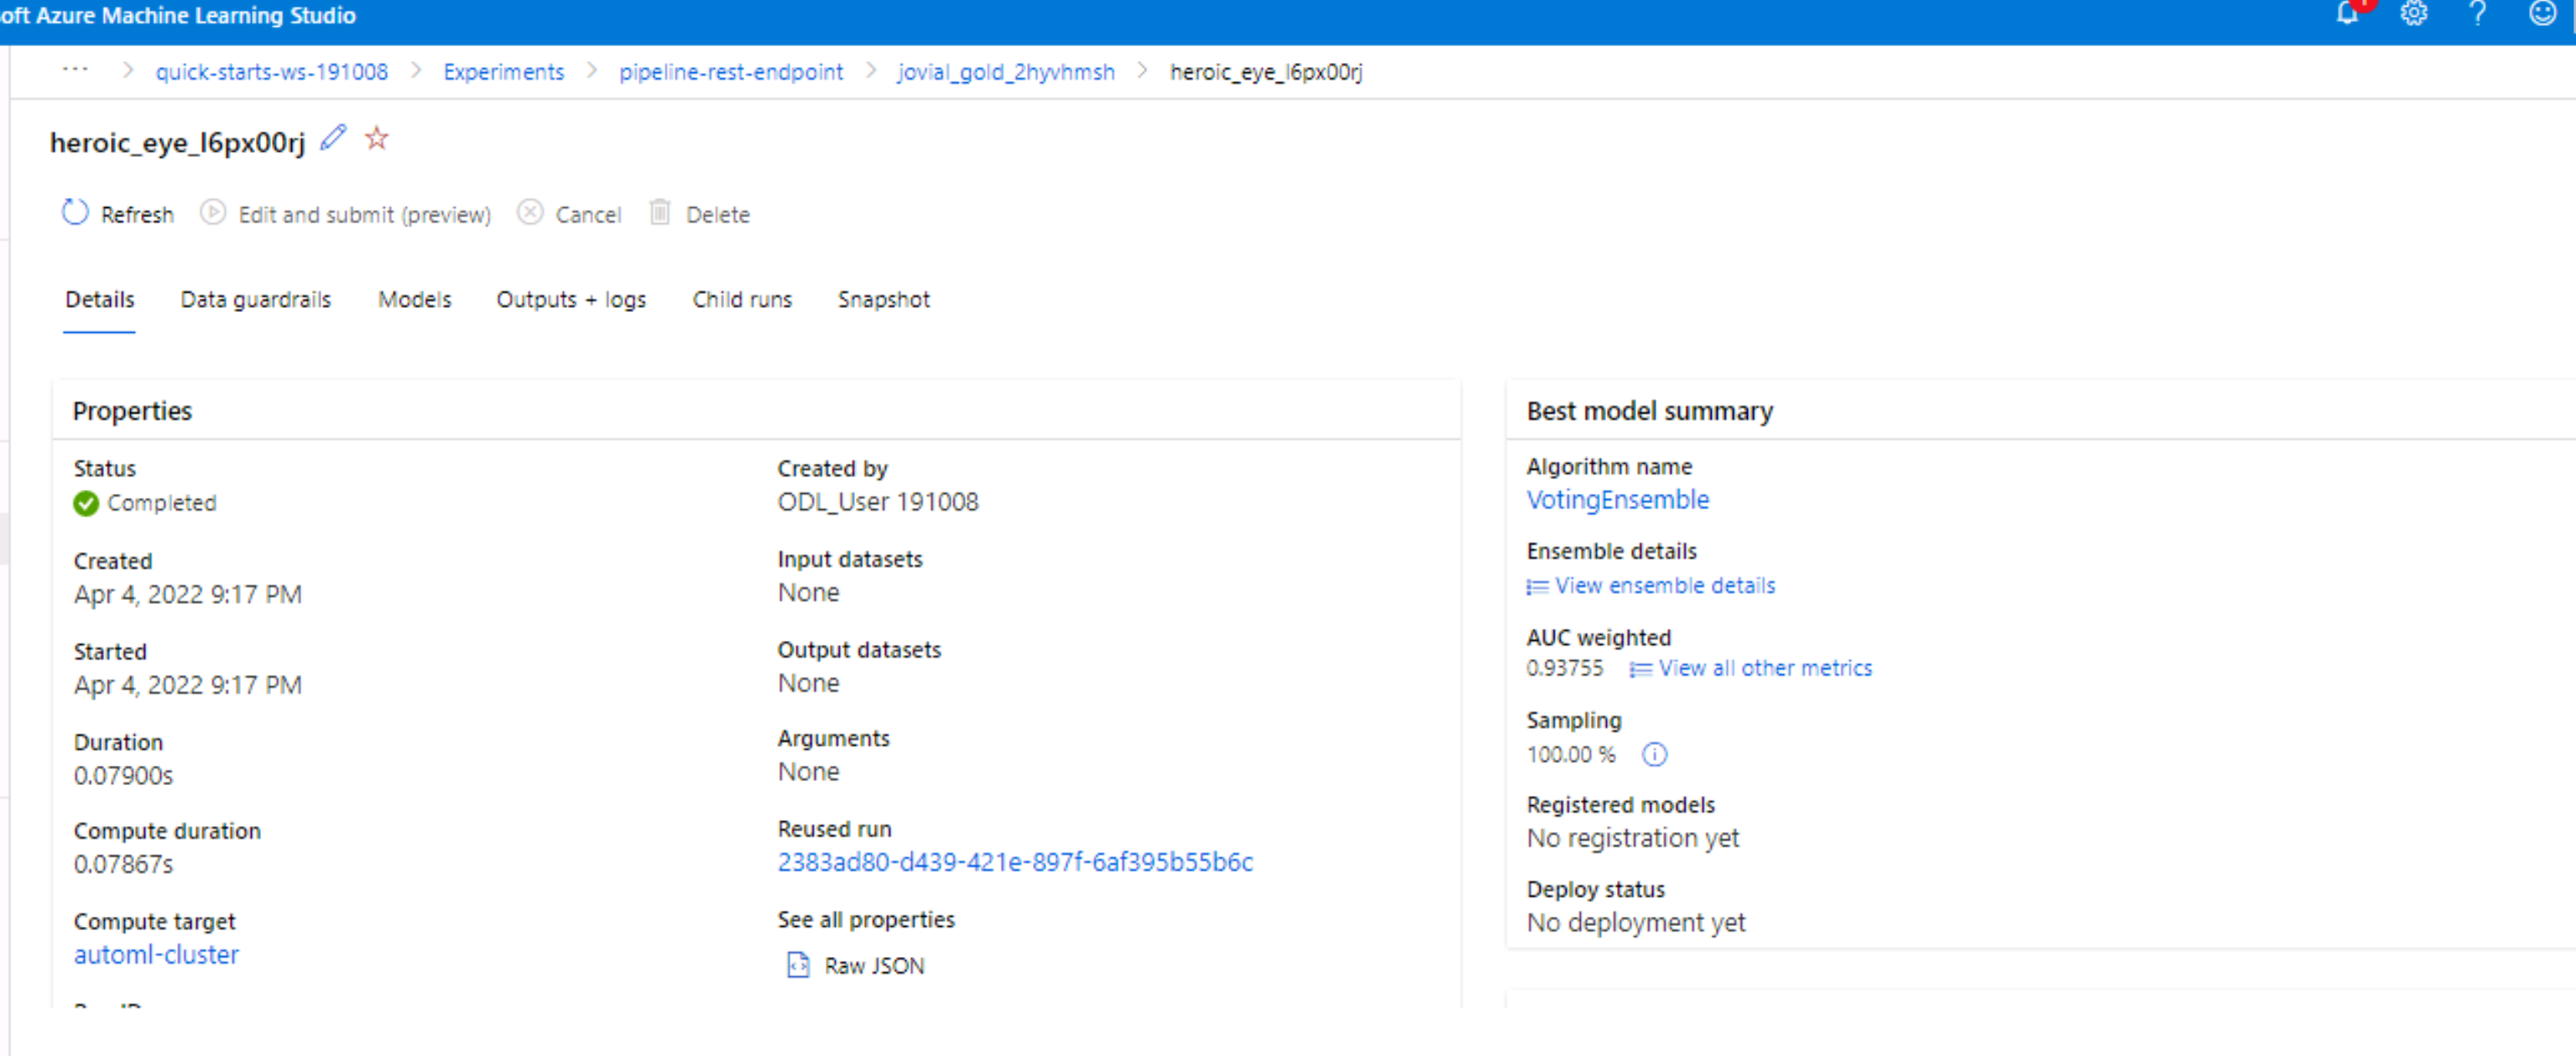 oft Azure Machine Learning Studio
··· > quick-starts-ws-191008 > Experiments > pipeline-rest-endpoint > jovial_gold_2hyvhmsh > heroic_eye_l6px00rj
heroic_eye_l6px00rj
Refresh Edit and submit (preview) Cancel Delete
Details Data guardrails Models Outputs + logs Child runs Snapshot
Properties
Status
Completed
Created
Apr 4, 2022 9:17 PM
Started
Apr 4, 2022 9:17 PM
Duration
0.07900s
Compute duration
0.07867s
Compute target
automl-cluster
Created by
ODL_User 191008
Input datasets
None
Output datasets
None
Arguments
None
Reused run
2383ad80-d439-421e-897f-6af395b55b6c
See all properties
Raw JSON
Best model summary
Algorithm name
VotingEnsemble
Ensemble details
View ensemble details
AUC weighted
0.93755 View all other metrics
Sampling
100.00 %
Registered models
No registration yet
Deploy status
No deployment yet